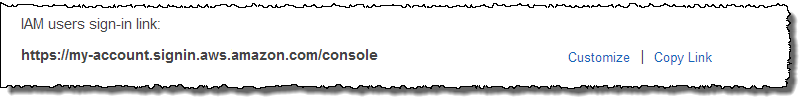 IAM users sign-in link:
https://my-account.signin.aws.amazon.com/console
Customize | Copy Link